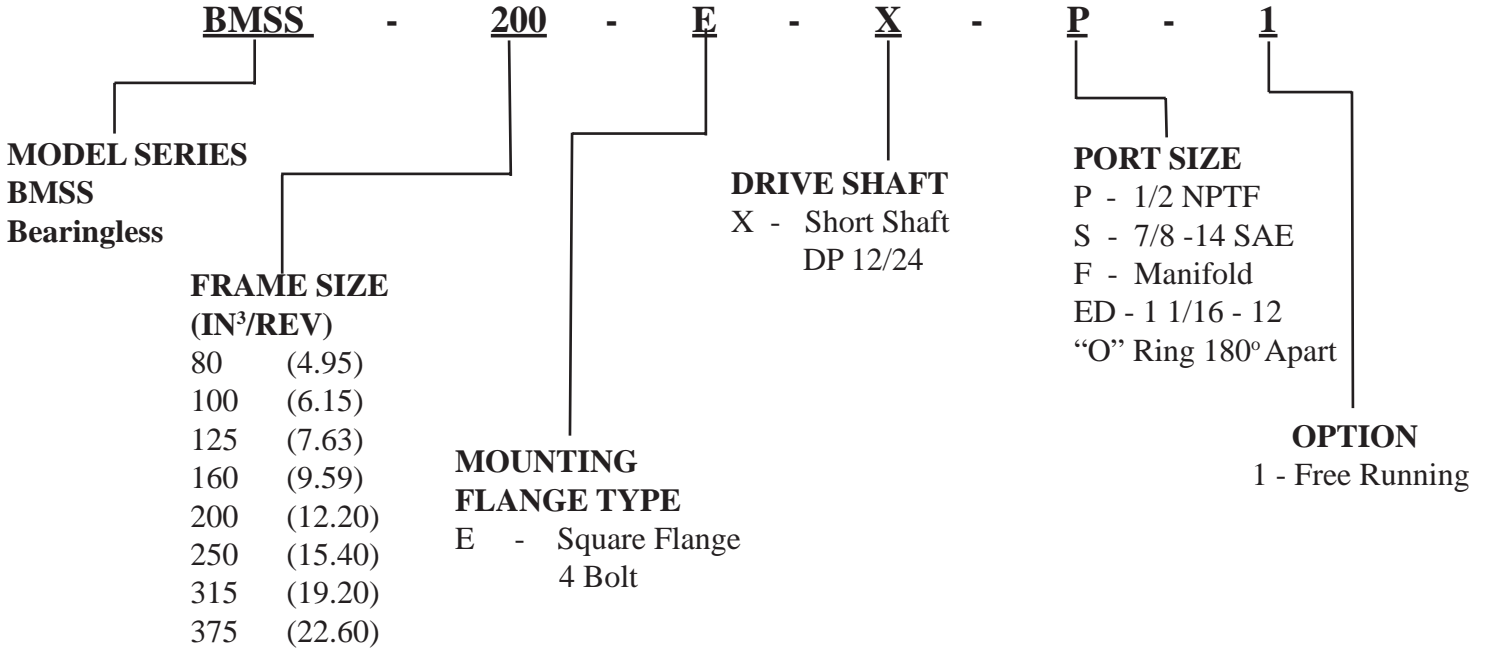 BMSS - 200 - E - X - P - 1
MODEL SERIES
BMSS
Bearingless
FRAME SIZE
(IN³/REV)
80 (4.95)
100 (6.15)
125 (7.63)
160 (9.59)
200 (12.20)
250 (15.40)
315 (19.20)
375 (22.60)
MOUNTING
FLANGE TYPE
E - Square Flange
4 Bolt
DRIVE SHAFT
X - Short Shaft
DP 12/24
PORT SIZE
P - 1/2 NPTF
S - 7/8 -14 SAE
F - Manifold
ED - 1 1/16 - 12
“O” Ring 180° Apart
OPTION
1 - Free Running